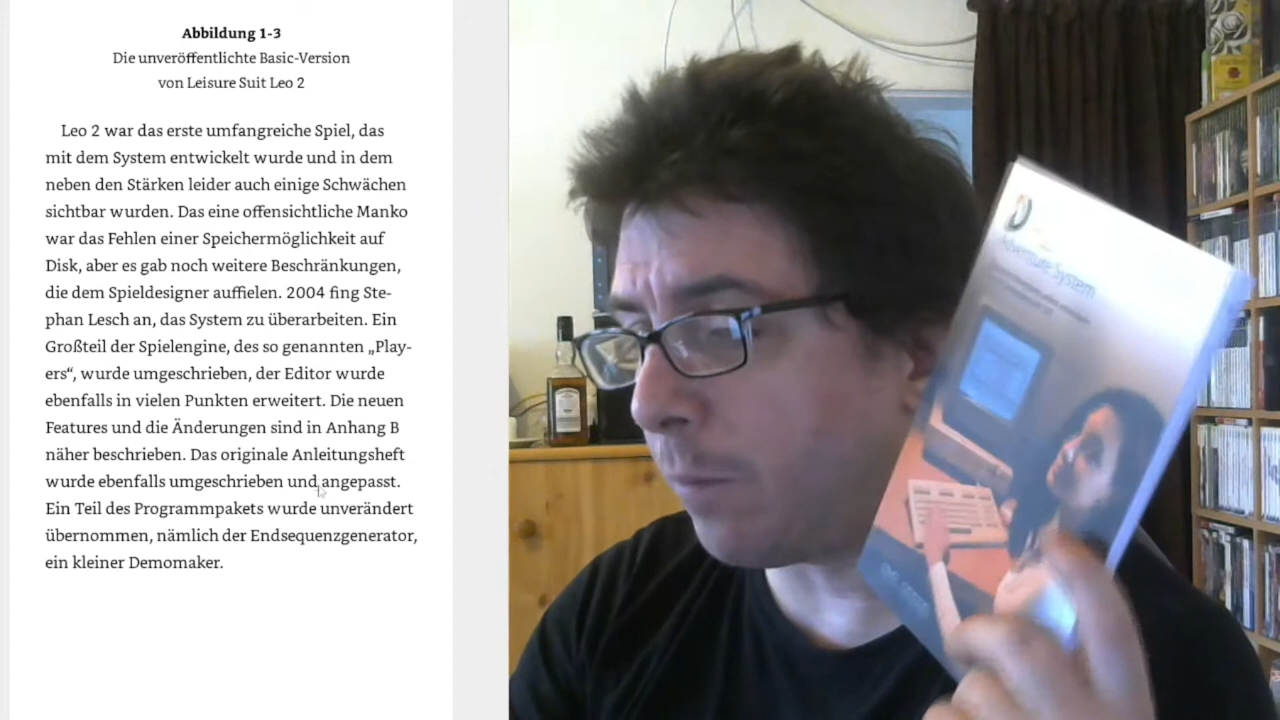 Abbildung 1-3
Die unveröffentlichte Basic-Version
von Leisure Suit Leo 2
Leo 2 war das erste umfangreiche Spiel, das
mit dem System entwickelt wurde und in dem
neben den Stärken leider auch einige Schwächen
sichtbar wurden. Das eine offensichtliche Manko
war das Fehlen einer Speichermöglichkeit auf
Disk, aber es gab noch weitere Beschränkungen,
die dem Spieldesigner auffielen. 2004 fing Ste-
phan Lesch an, das System zu überarbeiten. Ein
Großteil der Spielengine, des so genannten „Play-
ers“, wurde umgeschrieben, der Editor wurde
ebenfalls in vielen Punkten erweitert. Die neuen
Features und die Änderungen sind in Anhang B
näher beschrieben. Das originale Anleitungsheft
wurde ebenfalls umgeschrieben und angepasst.
Ein Teil des Programmpakets wurde unverändert
übernommen, nämlich der Endsequenzgenerator,
ein kleiner Demomaker.
Adventure System